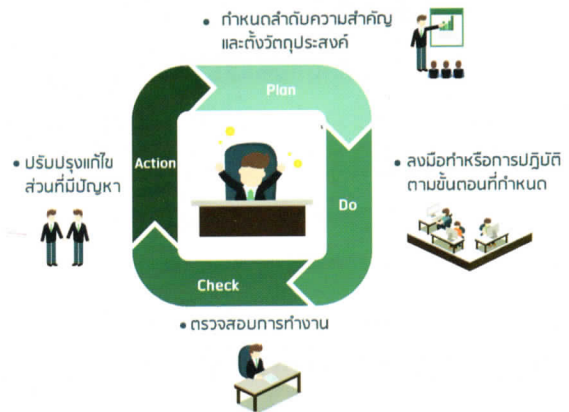 • กำหนดลำดับความสำคัญ
และตั้งวัตถุประสงค์
Plan
• ปรับปรุงแก้ไข
ส่วนที่มีปัญหา
Action
• ลงมือทำหรือการปฏิบัติ
ตามขั้นตอนที่กำหนด
Do
Check
• ตรวจสอบการทำงาน